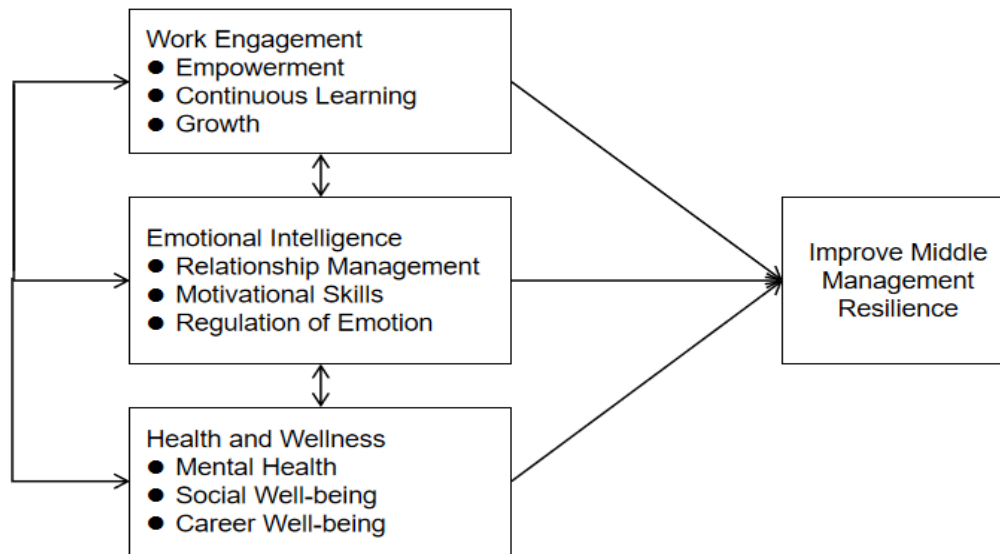 Work Engagement
● Empowerment
● Continuous Learning
● Growth
Emotional Intelligence
● Relationship Management
● Motivational Skills
● Regulation of Emotion
Health and Wellness
● Mental Health
● Social Well-being
● Career Well-being
Improve Middle
Management
Resilience